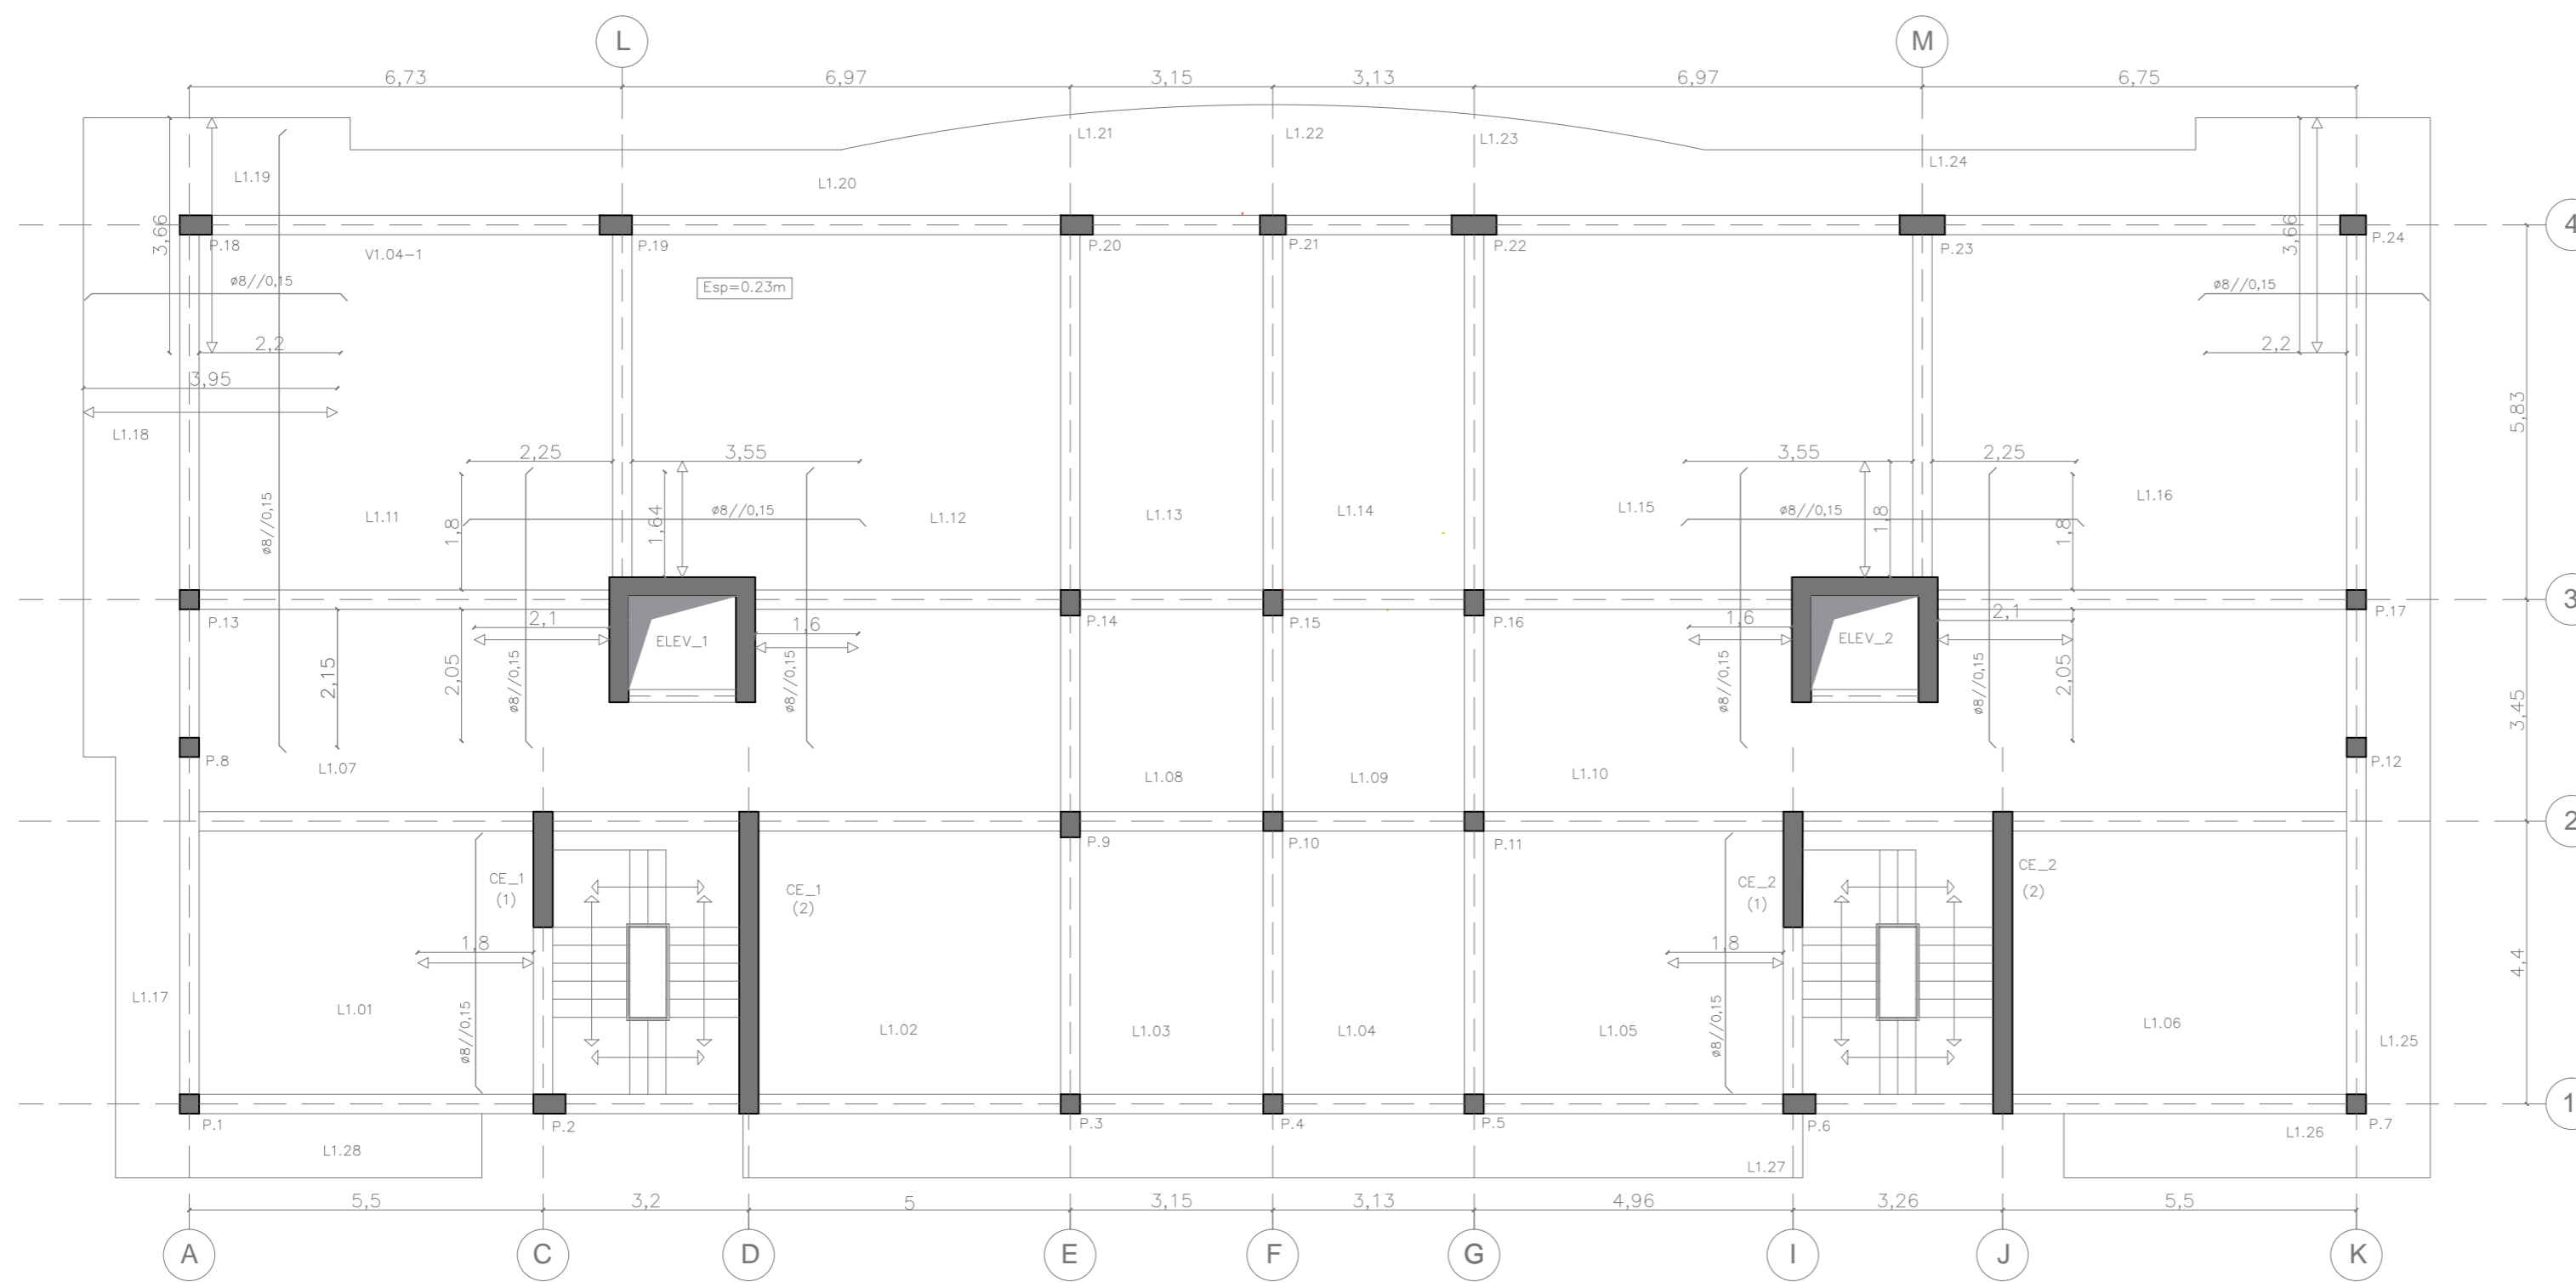 L
M
6,73
6,97
3,15
3,13
6,97
6,75
L1.21
L1.22
L1.23
L1.24
L1.19
L1.20
3,66
3,66
4
P.18
V1.04-1
P.19
P.20
P.21
P.22
P.23
P.24
ø8//0,15
Esp=0.23m
ø8//0,15
2,2
2,2
3,95
5,83
L1.18
2,25
3,55
3,55
2,25
ø8//0,15
L1.11
1,8
1,64
ø8//0,15
L1.12
L1.13
L1.14
L1.15
ø8//0,15
1,8
L1.16
1,8
3
P.13
2,1
ELEV_1
1,6
P.14
P.15
P.16
1,6
ELEV_2
2,1
P.17
2,15
2,05
ø8//0,15
ø8//0,15
ø8//0,15
ø8//0,15
2,05
3,45
P.8
L1.07
L1.08
L1.09
L1.10
P.12
2
P.9
P.10
P.11
CE_1
(1)
CE_1
(2)
CE_2
(1)
CE_2
(2)
1,8
1,8
4,4
L1.17
L1.01
ø8//0,15
L1.02
L1.03
L1.04
L1.05
ø8//0,15
L1.06
L1.25
1
P.1
P.2
P.3
P.4
P.5
P.6
P.7
L1.28
L1.27
L1.26
5,5
3,2
5
3,15
3,13
4,96
3,26
5,5
A
C
D
E
F
G
I
J
K